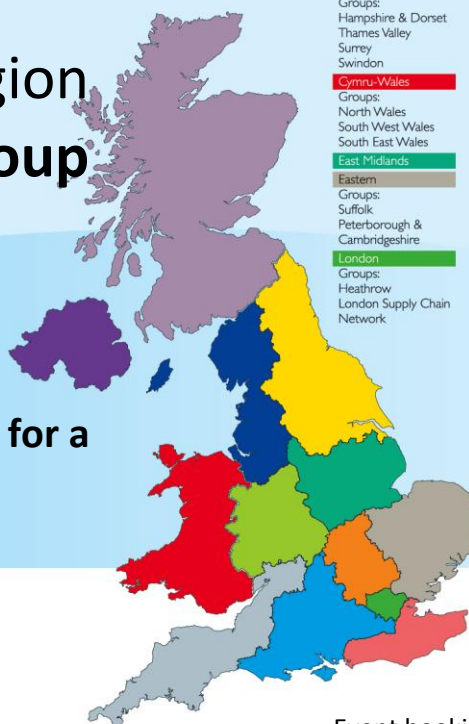 gion
oup
for a
Groups:
Hampshire & Dorset
Thames Valley
Surrey
Swindon
Cymru-Wales
Groups:
North Wales
South West Wales
South East Wales
East Midlands
Eastern
Groups:
Suffolk
Peterborough &
Cambridgeshire
London
Groups:
Heathrow
London Supply Chain
Network